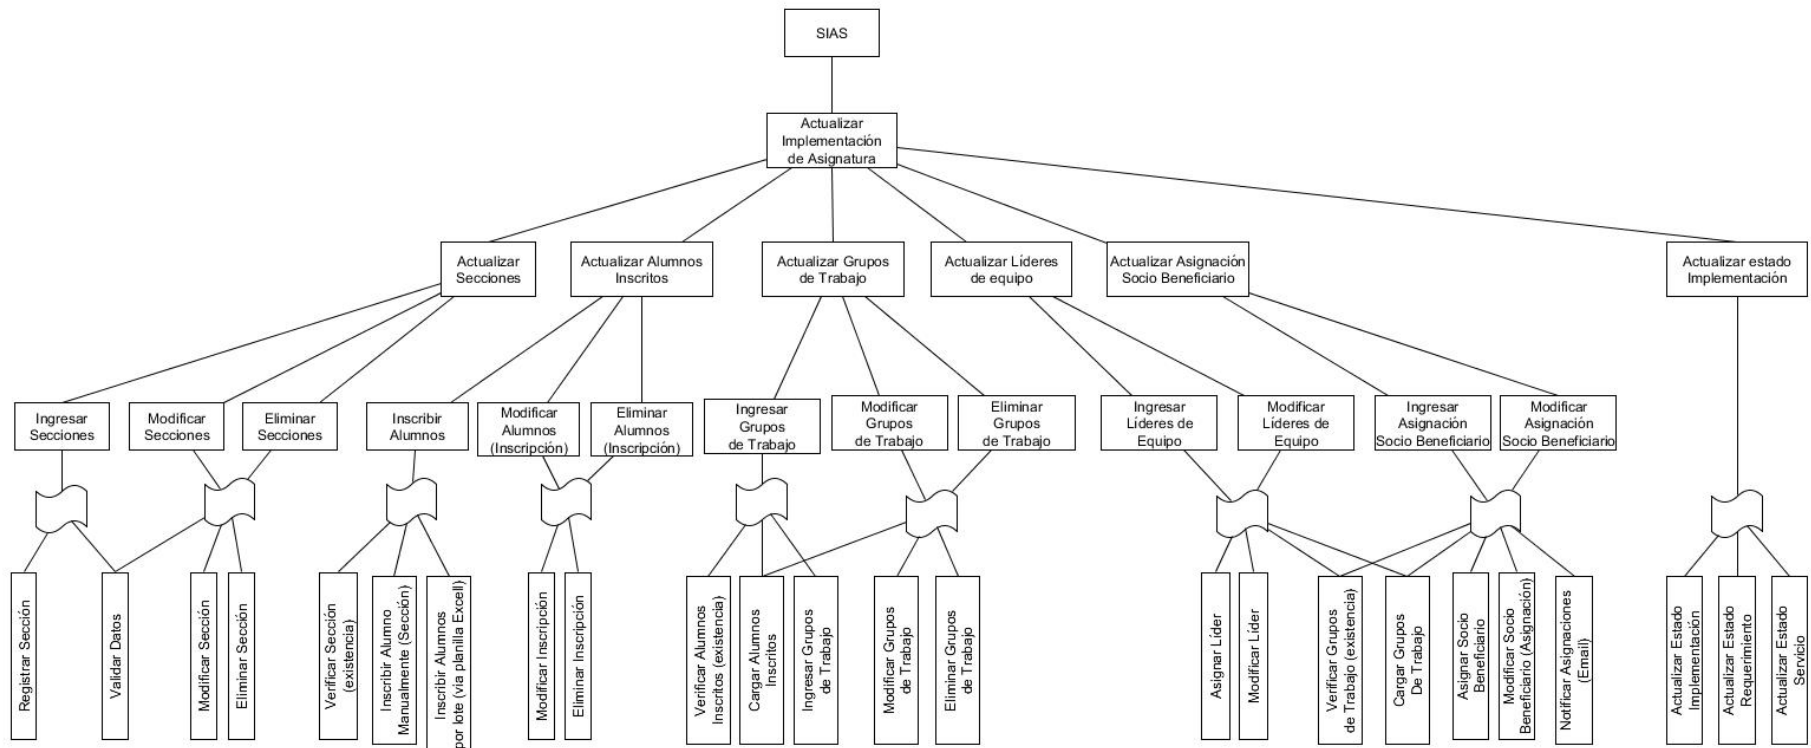 SIAS
Actualizar
Implementación
de Asignatura
Actualizar
Secciones
Actualizar Alumnos
Inscritos
Actualizar Grupos
de Trabajo
Actualizar Líderes
de equipo
Actualizar Asignación
Socio Beneficiario
Actualizar estado
Implementación
Ingresar
Secciones
Modificar
Secciones
Eliminar
Secciones
Inscribir
Alumnos
Modificar
Alumnos
(Inscripción)
Eliminar
Alumnos
(Inscripción)
Ingresar
Grupos
de Trabajo
Modificar
Grupos
de Trabajo
Eliminar
Grupos
de Trabajo
Ingresar
Líderes de
Equipo
Modificar
Líderes de
Equipo
Ingresar
Asignación
Socio Beneficiario
Modificar
Asignación
Socio Beneficiario
Registrar Sección
Validar Datos
Modificar Sección
Eliminar Sección
Verificar Sección
(existencia)
Inscribir Alumno
Manualmente (Sección)
Inscribir Alumnos
por lote (via planilla Excell)
Modificar Inscripción
Eliminar Inscripción
Verificar Alumnos
Inscritos (existencia)
Cargar Alumnos
Inscritos
Ingresar Grupos
de Trabajo
Modificar Grupos
de Trabajo
Eliminar Grupos
de Trabajo
Asignar Líder
Modificar Líder
Verificar Grupos
de Trabajo (existencia)
Cargar Grupos
De Trabajo
Asignar Socio
Beneficiario
Modificar Socio
Beneficiario (Asignación)
Notificar Asignaciones
(Email)
Actualizar Estado
Implementación
Actualizar Estado
Requerimiento
Actualizar Estado
Servicio